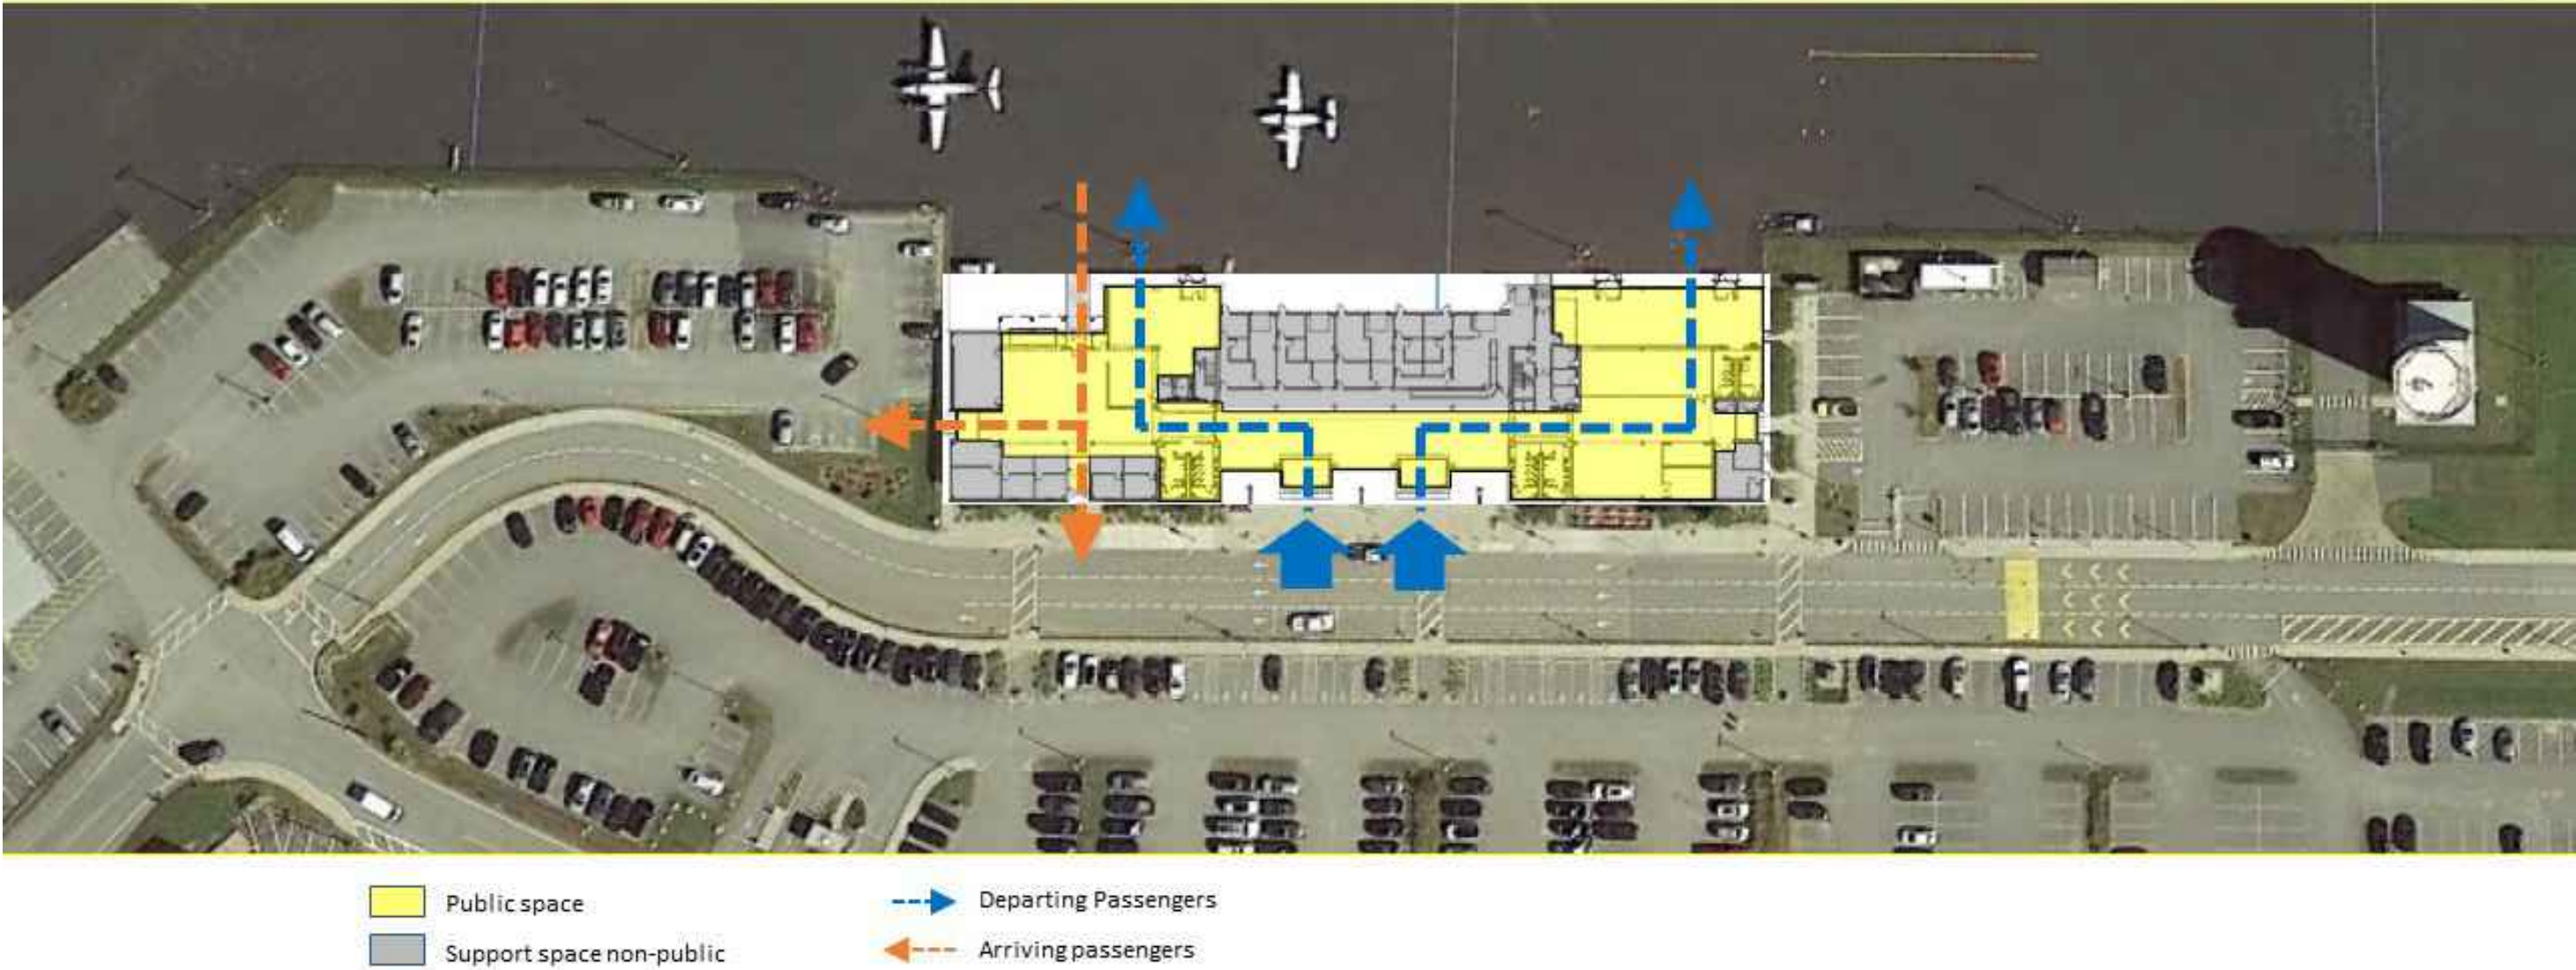 Public space
Departing Passengers
Support space non-public
Arriving passengers